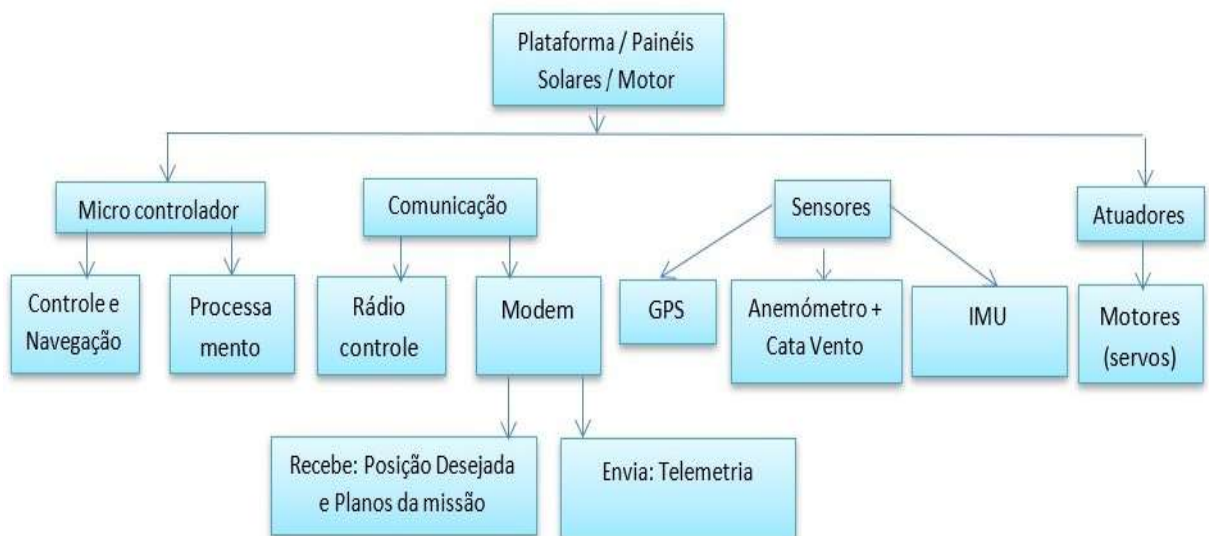 Plataforma / Painéis
Solares / Motor
Micro controlador
Comunicação
Sensores
Atuadores
Controle e
Navegação
Processa
mento
Rádio
controle
Modem
GPS
Anemómetro +
Cata Vento
IMU
Motores
(servos)
Recebe: Posição Desejada
e Planos da missão
Envia: Telemetria